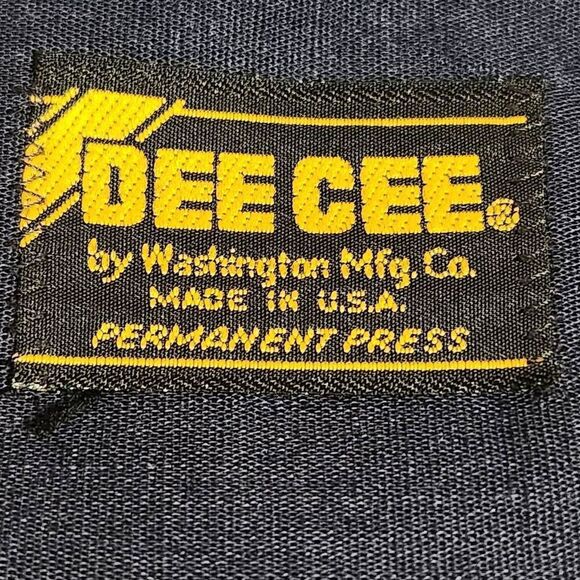 DEE CEE®
by Washington Mfg. Co.
MADE IN U.S.A.
PERMANENT PRESS